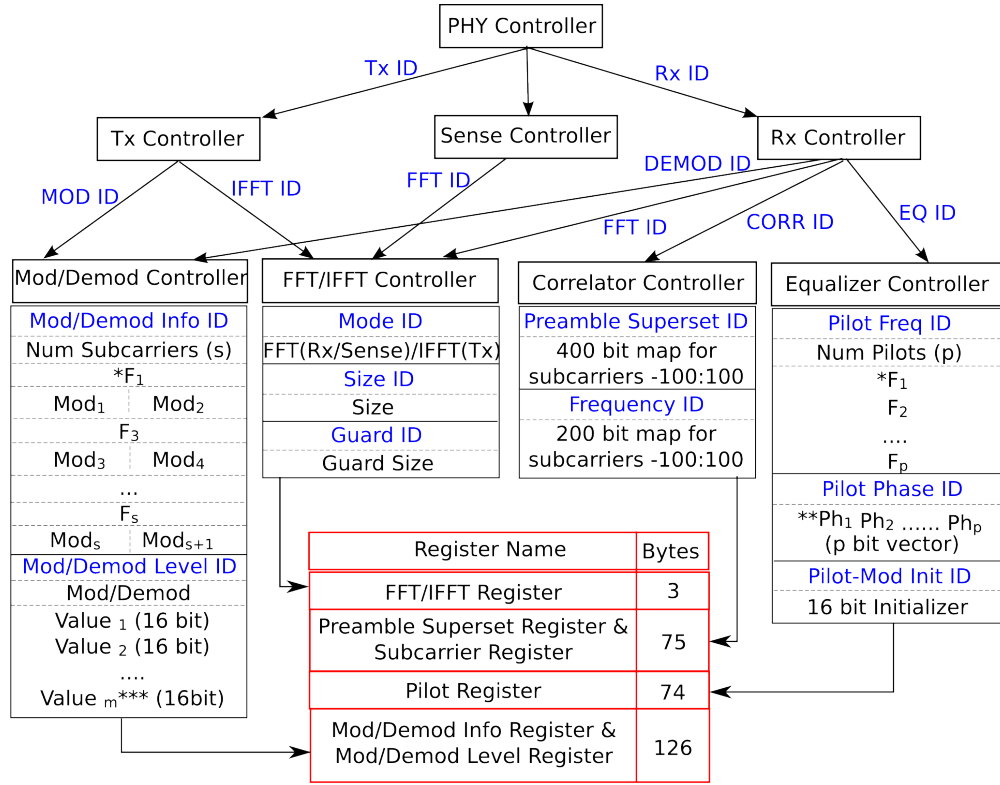 PHY Controller
Tx ID
Rx ID
Tx Controller
Sense Controller
Rx Controller
MOD ID
IFFT ID
FFT ID
DEMOD ID
FFT ID
CORR ID
EQ ID
Mod/Demod Controller
Mod/Demod Info ID
Num Subcarriers (s)
*F1
Mod1 Mod2
F3
Mod3 Mod4
...
Fs
Mods Mods+1
Mod/Demod Level ID
Mod/Demod
Value 1 (16 bit)
Value 2 (16 bit)
....
Value m*** (16bit)
FFT/IFFT Controller
Mode ID
FFT(Rx/Sense)/IFFT(Tx)
Size ID
Size
Guard ID
Guard Size
Correlator Controller
Preamble Superset ID
400 bit map for
subcarriers -100:100
Frequency ID
200 bit map for
subcarriers -100:100
Equalizer Controller
Pilot Freq ID
Num Pilots (p)
*F1
F2
....
Fp
Pilot Phase ID
**Ph1 Ph2 ...... Php
(p bit vector)
Pilot-Mod Init ID
16 bit Initializer
Register Name Bytes
FFT/IFFT Register 3
Preamble Superset Register &
Subcarrier Register 75
Pilot Register 74
Mod/Demod Info Register &
Mod/Demod Level Register 126